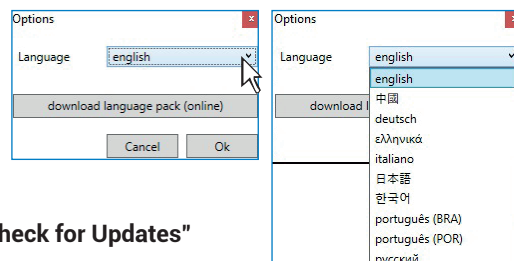 Options
x
Language
english
download language pack (online)
Cancel
Ok
heck for Updates"
Options
x
Language
english
english
中國
deutsch
ελληνικά
italiano
日本語
한국어
português (BRA)
português (POR)
русский
download